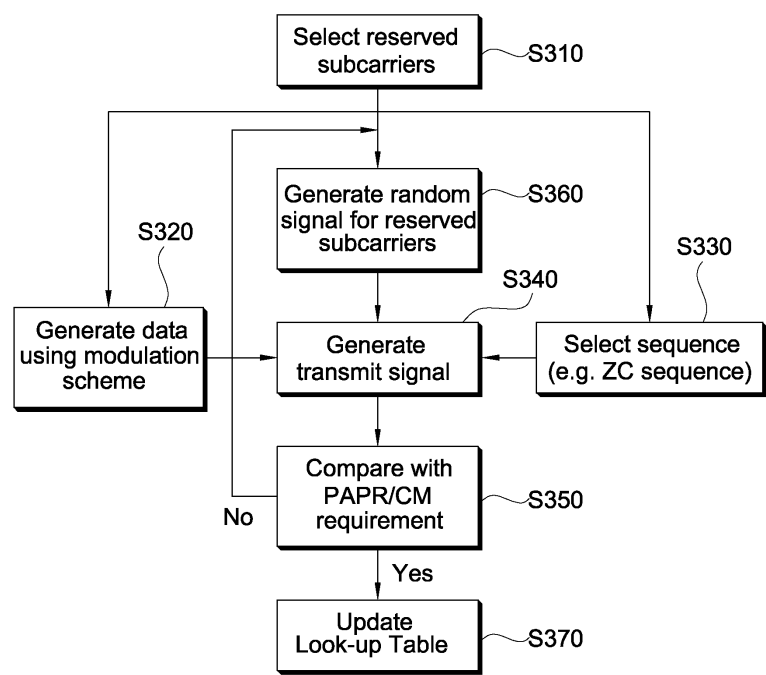 Select reserved
subcarriers
S310
Generate random
signal for reserved
subcarriers
S360
S320
S330
S340
Generate data
using modulation
scheme
Generate
transmit signal
Select sequence
(e.g. ZC sequence)
Compare with
PAPR/CM
requirement
S350
No
Yes
Update
Look-up Table
S370